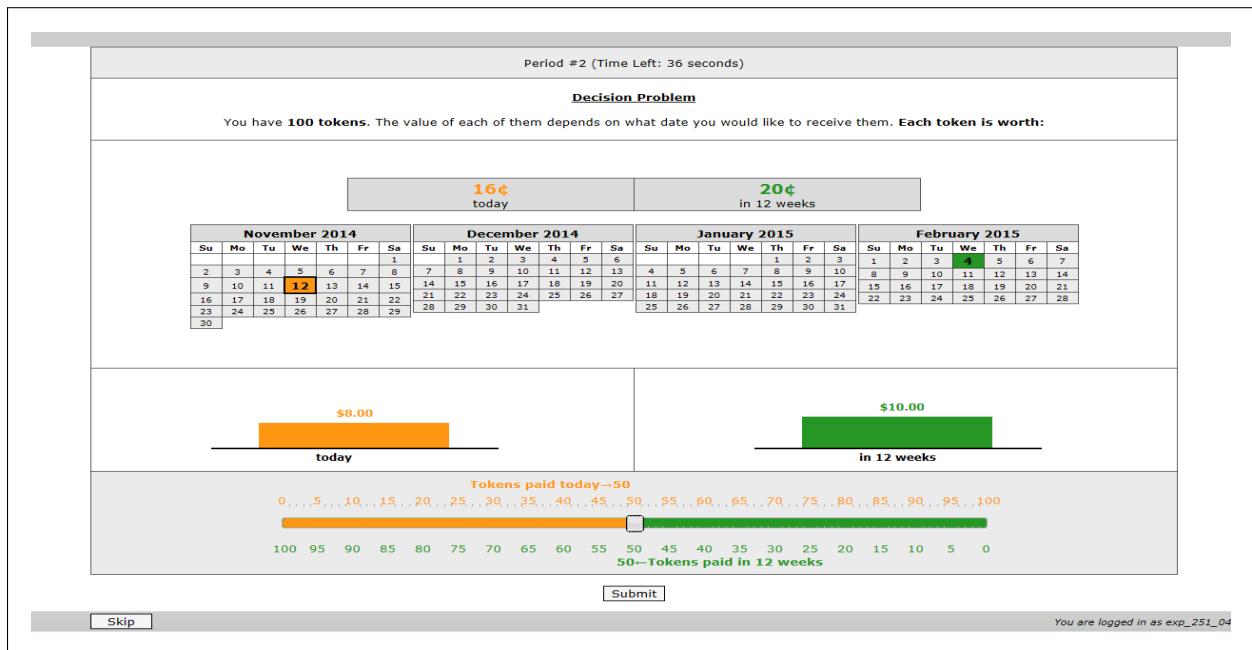 Period #2 (Time Left: 36 seconds)
Decision Problem
You have 100 tokens. The value of each of them depends on what date you would like to receive them. Each token is worth:
16¢ 20¢
today in 12 weeks
November 2014 December 2014 January 2015 February 2015
Su Mo Tu We Th Fr Sa Su Mo Tu We Th Fr Sa Su Mo Tu We Th Fr Sa Su Mo Tu We Th Fr Sa
1 1 2 3 4 5 6 1 2 3 1 2 3 4 5 6 7
2 3 4 5 6 7 8 7 8 9 10 11 12 13 4 5 6 7 8 9 10 8 9 10 11 12 13 14
9 10 11 12 13 14 15 14 15 16 17 18 19 20 11 12 13 14 15 16 17 15 16 17 18 19 20 21
16 17 18 19 20 21 22 21 22 23 24 25 26 27 18 19 20 21 22 23 24 22 23 24 25 26 27 28
23 24 25 26 27 28 29 28 29 30 31 25 26 27 28 29 30 31
30
$8.00 $10.00
today in 12 weeks
Tokens paid today→50
0 5 10 15 20 25 30 35 40 45 50 55 60 65 70 75 80 85 90 95 100
100 95 90 85 80 75 70 65 60 55 50 45 40 35 30 25 20 15 10 5 0
50←Tokens paid in 12 weeks
Submit
Skip You are logged in as exp_251_04